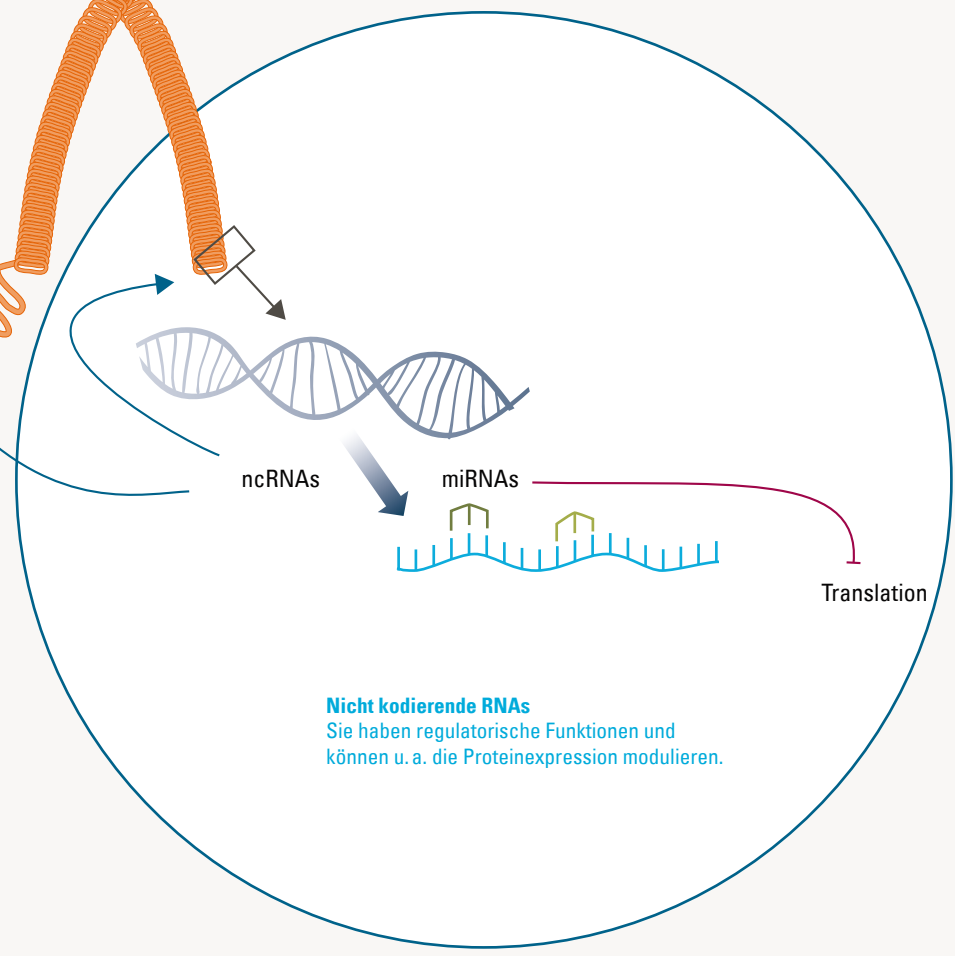 ncRNAs
miRNAs
Translation
Nicht kodierende RNAs
Sie haben regulatorische Funktionen und
können u. a. die Proteinexpression modulieren.